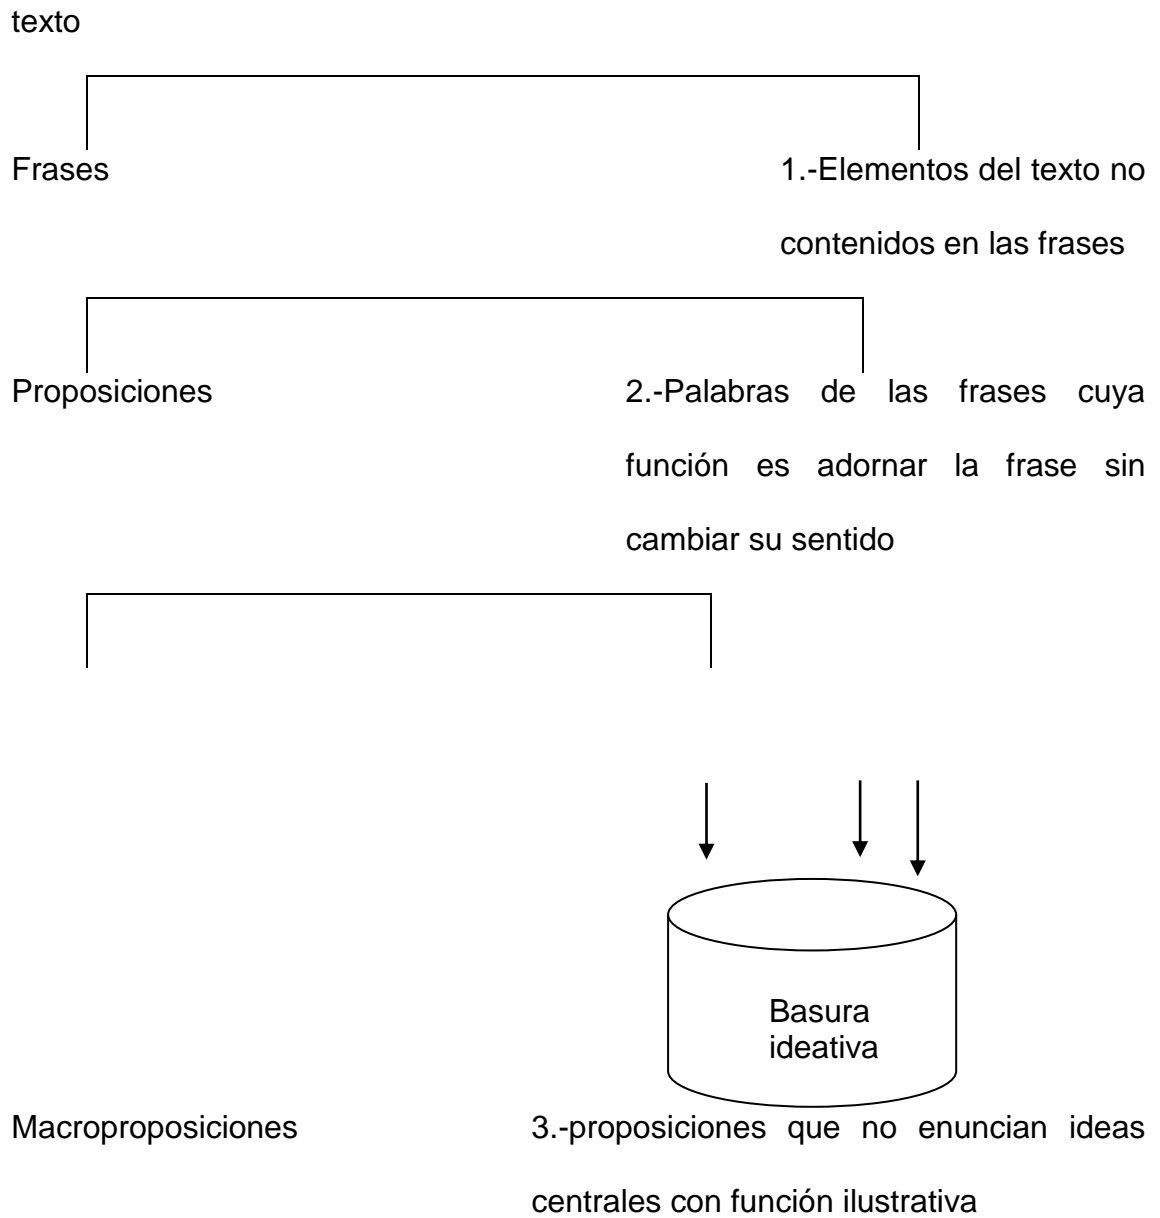 texto
Frases
1.-Elementos del texto no
contenidos en las frases
Proposiciones
2.-Palabras de las frases cuya
función es adornar la frase sin
cambiar su sentido
Basura
ideativa
Macroproposiciones
3.-proposiciones que no enuncian ideas
centrales con función ilustrativa